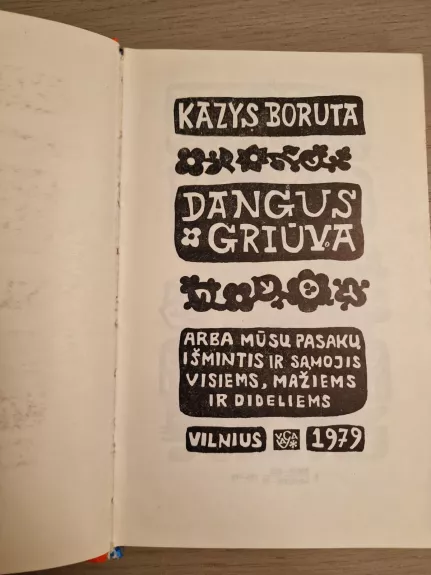 KAZYS BORUTA
DANGUS
GRIŪVA
ARBA MŪSŲ PASAKŲ
IŠMINTIS IR SĄMOJIS
VISIEMS, MAŽIEMS
IR DIDELIEMS
VILNIUS 1979